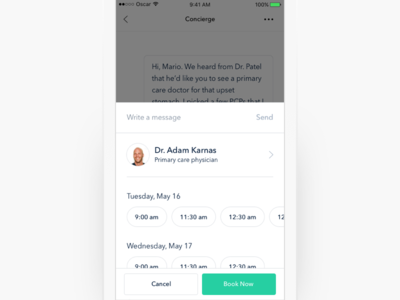 Oscar 9:41 AM 100%
Concierge
Hi, Mario. We heard from Dr. Patel
that he'd like you to see a primary
care doctor for that upset
stomach. I picked a few PCPs that I
Write a message Send
Dr. Adam Karnas
Primary care physician
Tuesday, May 16
9:00 am 11:30 am 12:30 am 12
Wednesday, May 17
9:00 am 11:30 am 12:30 am
Cancel Book Now